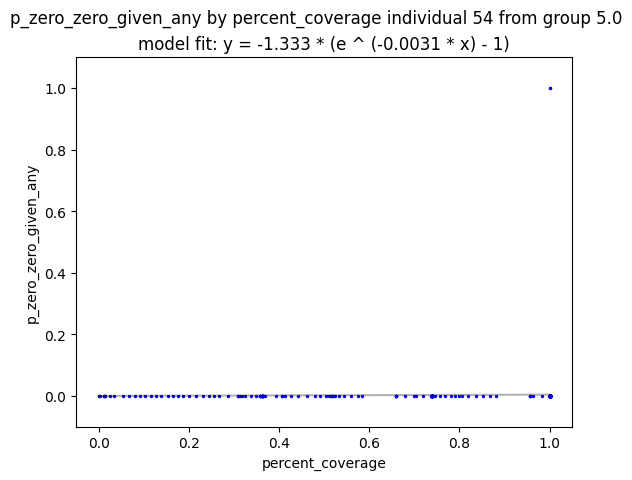 p_zero_zero_given_any by percent_coverage individual 54 from group 5.0
model fit: y = -1.333 * (e ^ (-0.0031 * x) - 1)
1.0
0.8
0.6
0.4
0.2
0.0
p_zero_zero_given_any
0.0 0.2 0.4 0.6 0.8 1.0
percent_coverage